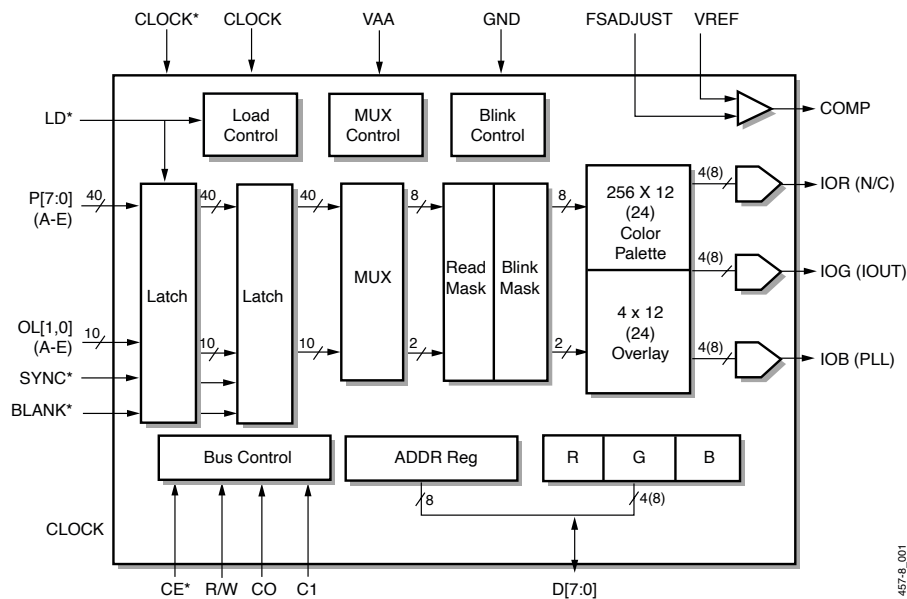 CLOCK* CLOCK VAA GND FSADJUST VREF
LD*
Load
Control
MUX
Control
Blink
Control
COMP
P[7:0]
(A-E)
40
40
40
8
8
4(8)
IOR (N/C)
256 X 12
(24)
Color
Palette
Latch
Latch
MUX
Read
Mask
Blink
Mask
4(8)
IOG (IOUT)
4 x 12
(24)
Overlay
OL[1,0]
(A-E)
10
10
10
2
2
4(8)
IOB (PLL)
SYNC*
BLANK*
Bus Control
ADDR Reg
R G B
8
4(8)
CLOCK
CE* R/W CO C1
D[7:0]
457-8_001